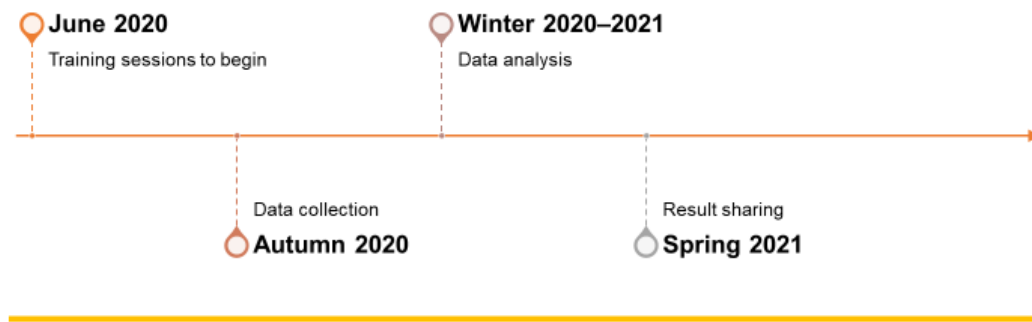 June 2020
Training sessions to begin
Winter 2020–2021
Data analysis
Data collection
Autumn 2020
Result sharing
Spring 2021